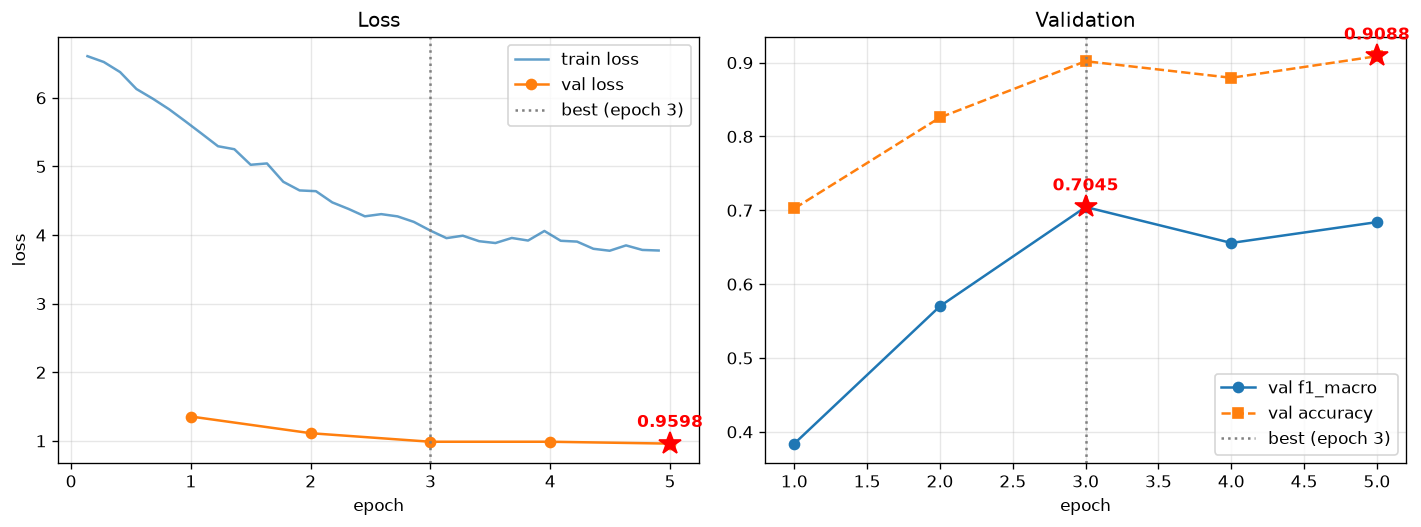 Loss
train loss
val loss
best (epoch 3)
0.9598
loss
6
5
4
3
2
1
0 1 2 3 4 5
epoch
Validation
0.9088
0.7045
0.9
0.8
0.7
0.6
0.5
0.4
val f1_macro
val accuracy
best (epoch 3)
1.0 1.5 2.0 2.5 3.0 3.5 4.0 4.5 5.0
epoch